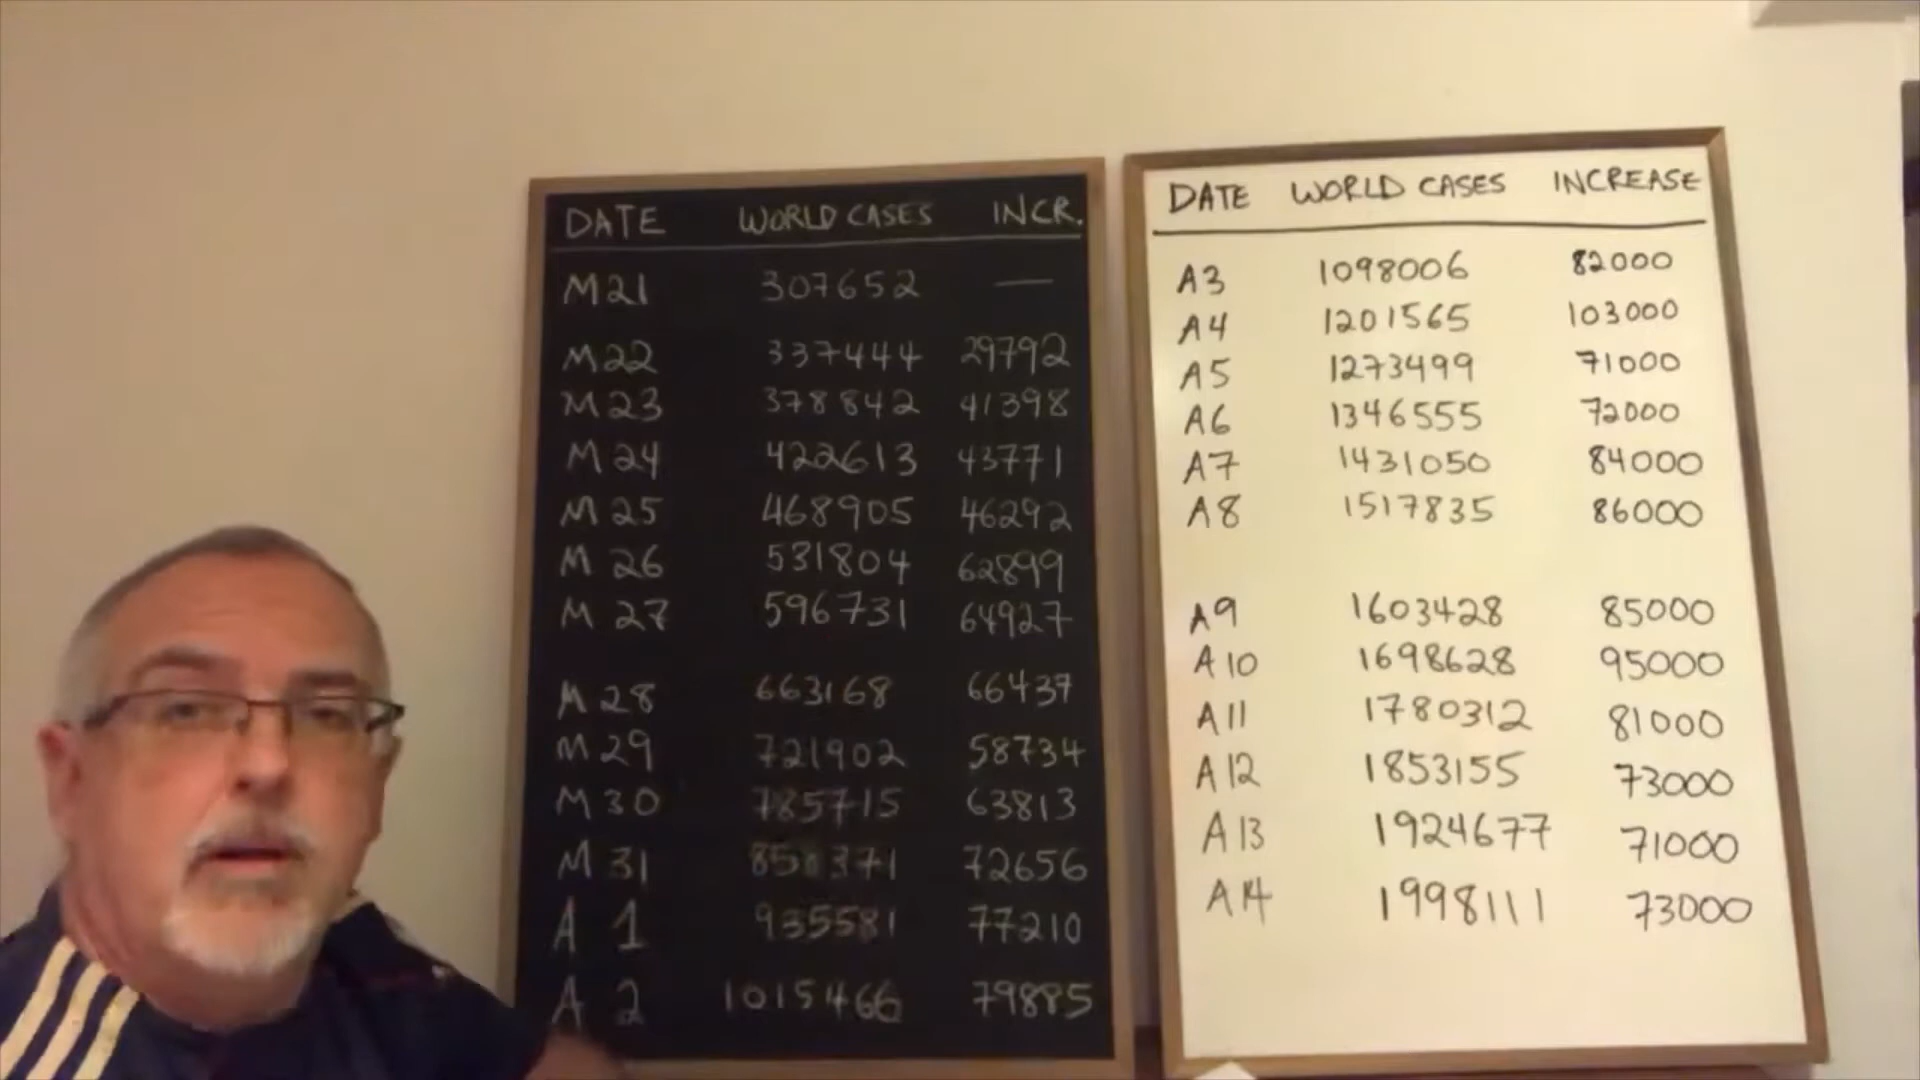 DATE WORLD CASES INCR.
M21 307652 —
M22 337444 29792
M23 378842 41398
M24 422613 43771
M25 468905 46292
M26 531804 62899
M27 596731 64927
M28 663168 66437
M29 721902 58734
M30 785715 63813
M31 858371 72656
A 1 935581 77210
A 2 1015466 79885
DATE WORLD CASES INCREASE
A3 1098006 82000
A4 1201565 103000
A5 1273499 71000
A6 1346555 72000
A7 1431050 84000
A8 1517835 86000
A9 1603428 85000
A10 1698628 95000
A11 1780312 81000
A12 1853155 73000
A13 1924677 71000
A14 1998111 73000